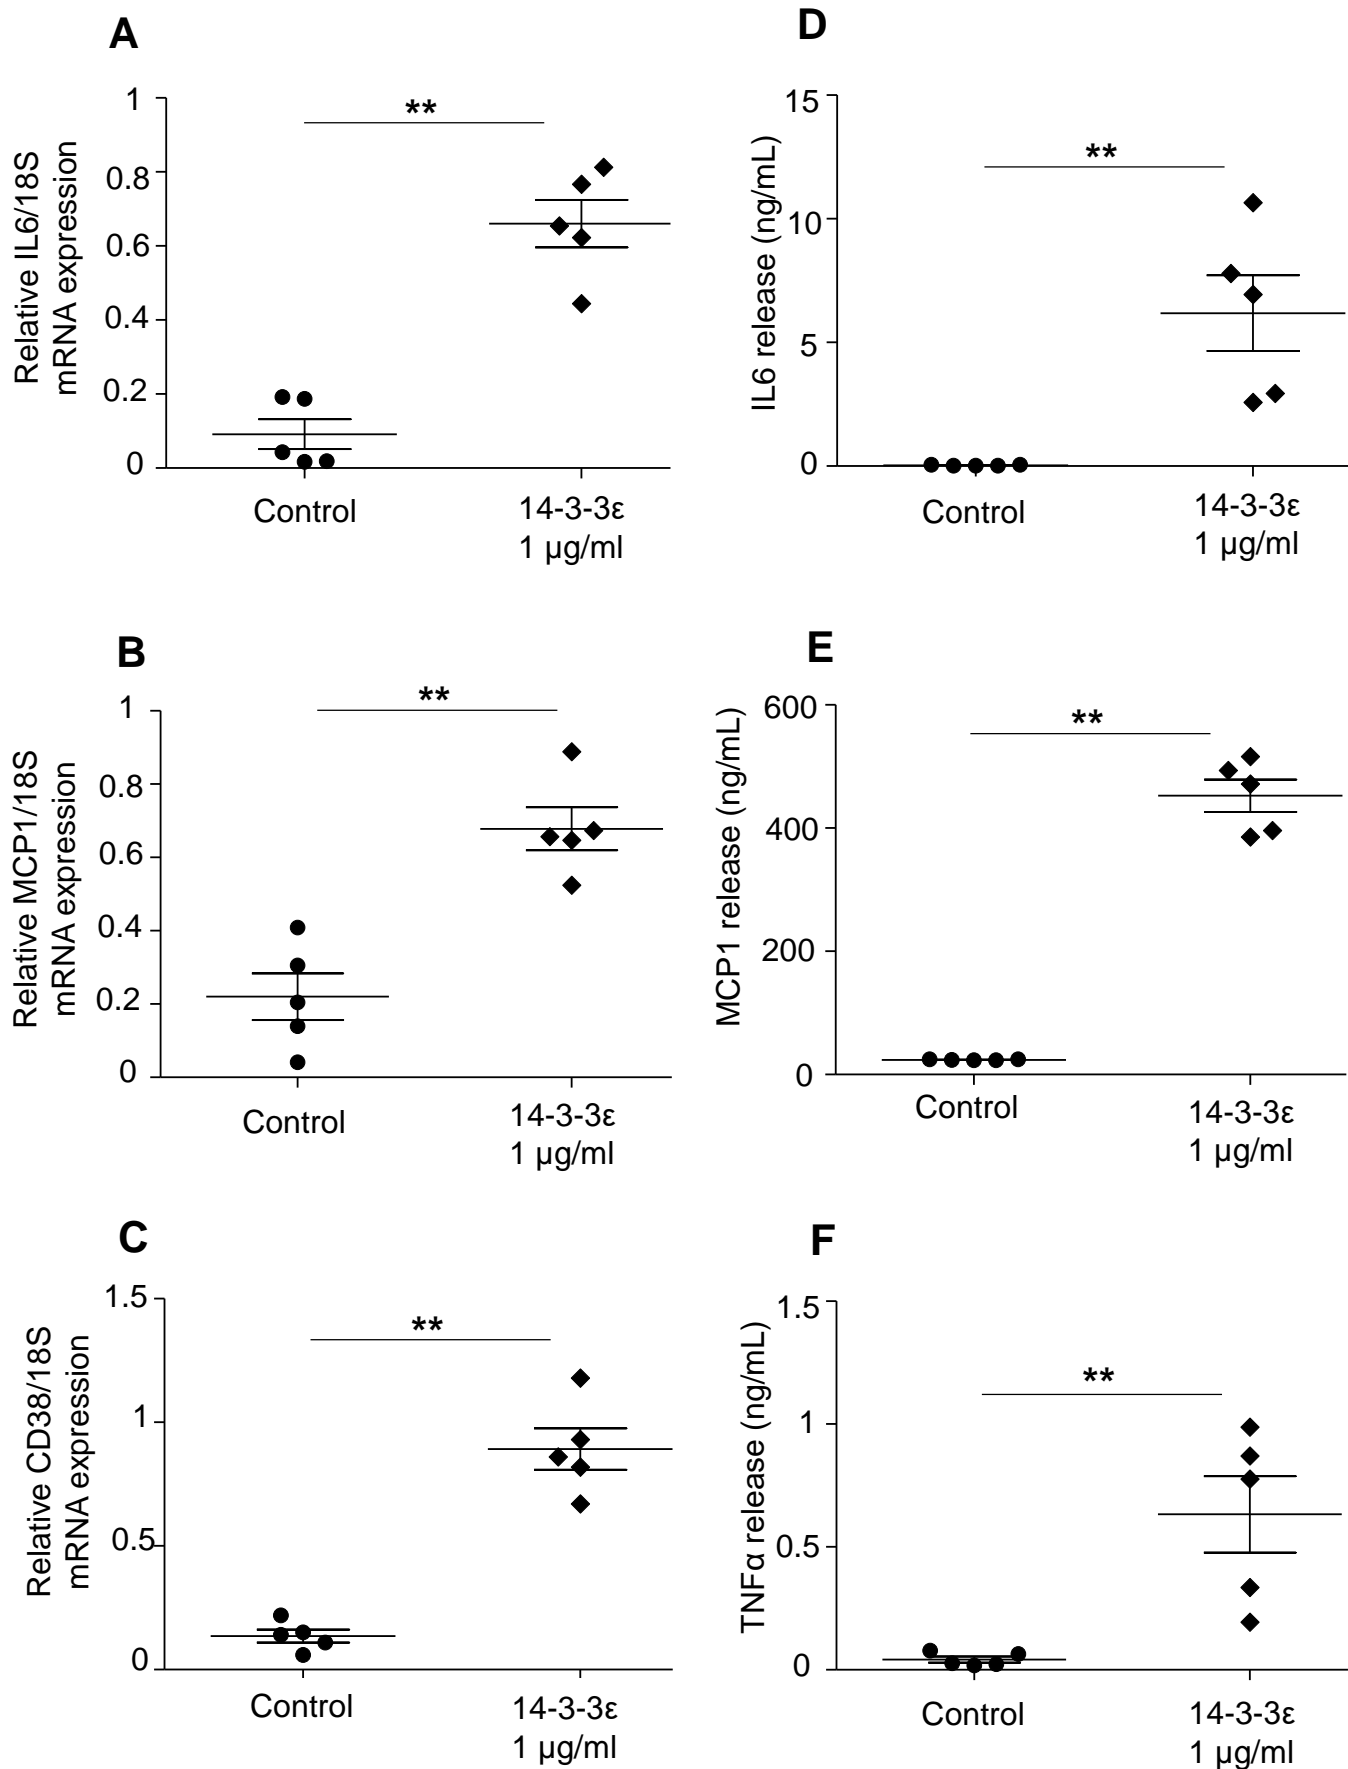 A
Relative IL6/18S
mRNA expression
1
0.8
0.6
0.4
0.2
0
**
Control
14-3-3ε
1 µg/ml
D
IL6 release (ng/mL)
15
10
5
0
**
Control
14-3-3ε
1 µg/ml
B
Relative MCP1/18S
mRNA expression
1
0.8
0.6
0.4
0.2
0
**
Control
14-3-3ε
1 µg/ml
E
MCP1 release (ng/mL)
600
400
200
0
**
Control
14-3-3ε
1 µg/ml
C
Relative CD38/18S
mRNA expression
1.5
1
0.5
0
**
Control
14-3-3ε
1 µg/ml
F
TNFα release (ng/mL)
1.5
1
0.5
0
**
Control
14-3-3ε
1 µg/ml